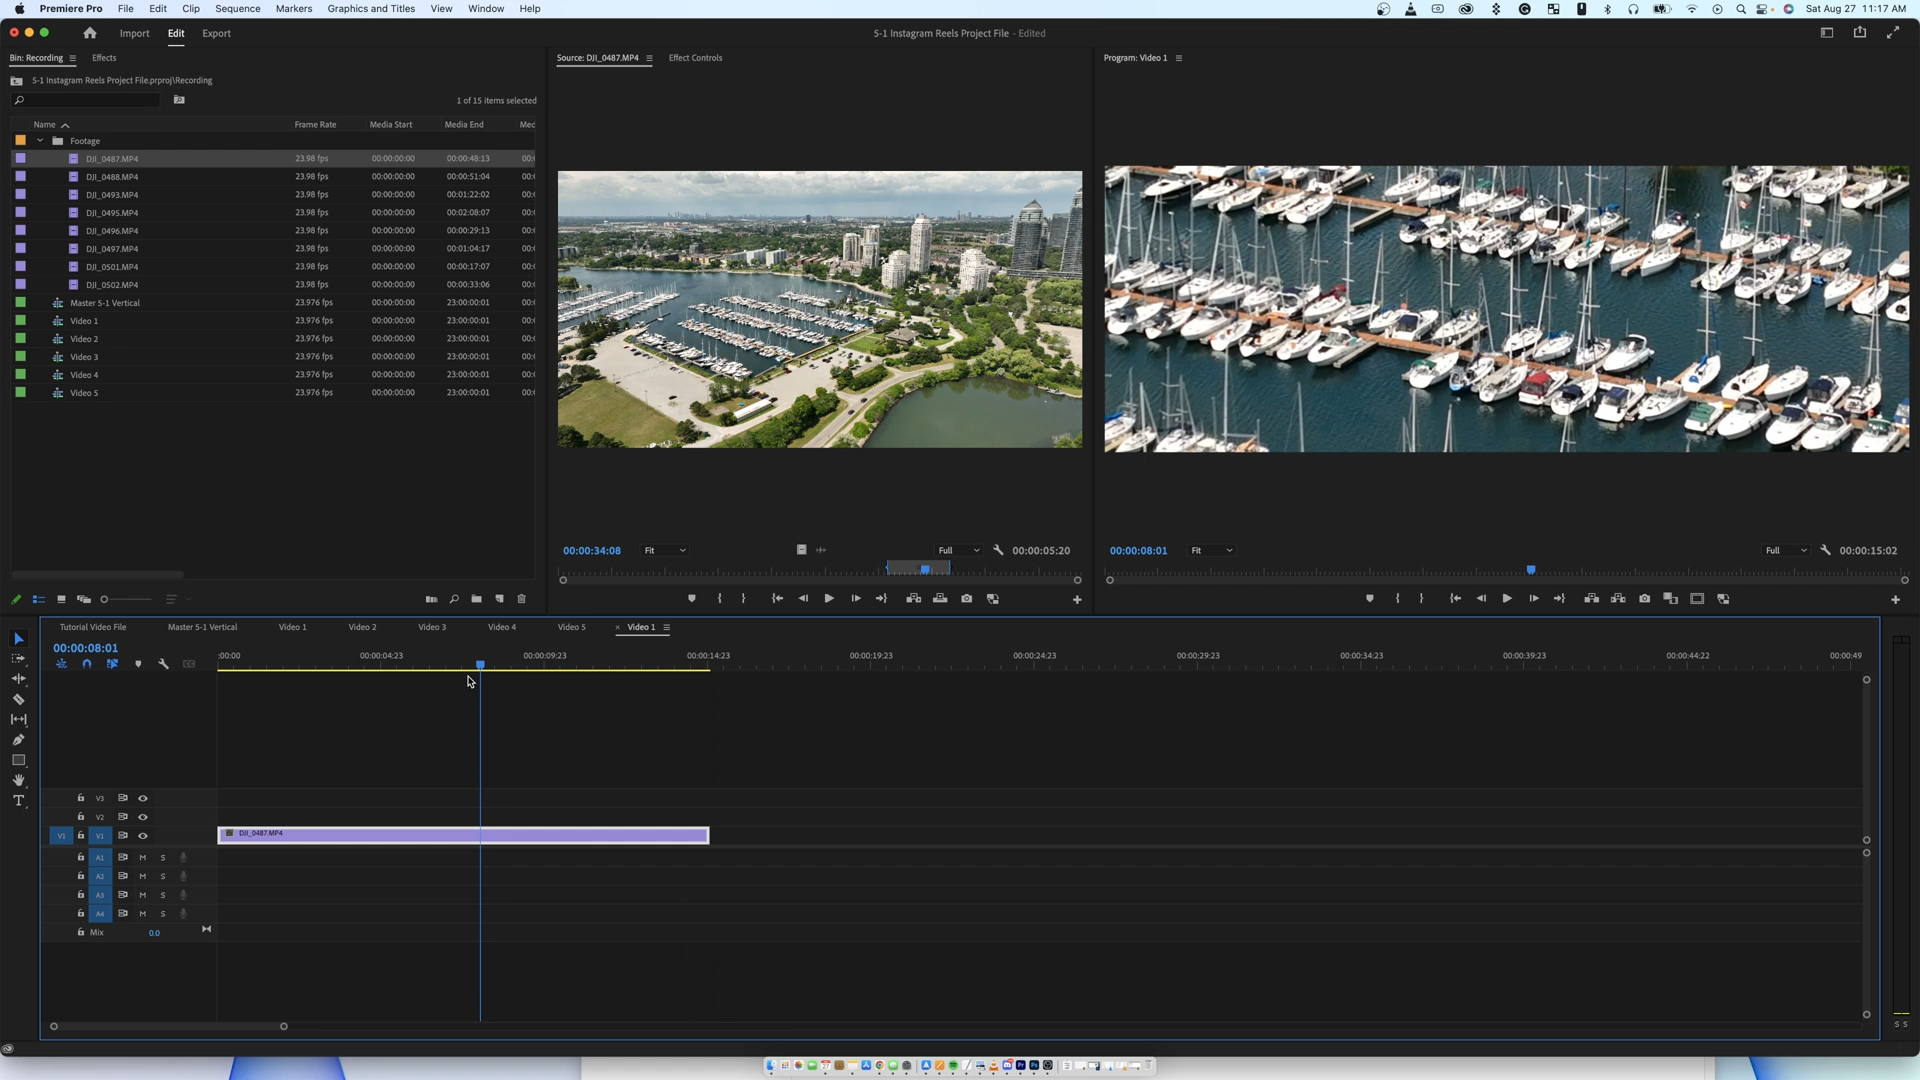 Premiere Pro File Edit Clip Sequence Markers Graphics and Titles View Window Help Sat Aug 27 11:17 AM
Import Edit Export 5-1 Instagram Reels Project File - Edited
Bin: Recording Effects Source: DJI_0487.MP4 Effect Controls Program: Video 1
5-1 Instagram Reels Project File.prproj\Recording
1 of 15 items selected
Name Frame Rate Media Start Media End Med
Footage
DJI_0487.MP4 23.98 fps 00:00:00:00 00:00:48:13 00:
DJI_0488.MP4 23.98 fps 00:00:00:00 00:00:51:04 00:
DJI_0493.MP4 23.98 fps 00:00:00:00 00:01:22:02 00:
DJI_0495.MP4 23.98 fps 00:00:00:00 00:02:08:07 00:
DJI_0496.MP4 23.98 fps 00:00:00:00 00:00:29:13 00:
DJI_0497.MP4 23.98 fps 00:00:00:00 00:01:04:17 00:
DJI_0501.MP4 23.98 fps 00:00:00:00 00:00:17:07 00:
DJI_0502.MP4 23.98 fps 00:00:00:00 00:00:33:06 00:
Master 5-1 Vertical 23.976 fps 00:00:00:00 23:00:00:01 00:
Video 1 23.976 fps 00:00:00:00 23:00:00:01 00:
Video 2 23.976 fps 00:00:00:00 23:00:00:01 00:
Video 3 23.976 fps 00:00:00:00 23:00:00:01 00:
Video 4 23.976 fps 00:00:00:00 23:00:00:01 00:
Video 5 23.976 fps 00:00:00:00 23:00:00:01 00:
00:00:34:08 Fit Full 00:00:05:20 00:00:08:01 Fit Full 00:00:15:02
Tutorial Video File Master 5-1 Vertical Video 1 Video 2 Video 3 Video 4 Video 5 × Video 1
00:00:08:01
:00:00 00:00:04:23 00:00:09:23 00:00:14:23 00:00:19:23 00:00:24:23 00:00:29:23 00:00:34:23 00:00:39:23 00:00:44:22 00:00:49
V3
V2
V1 V1 DJI_0487.MP4
A1 M S
A2 M S
A3 M S
A4 M S
Mix 0.0
S S